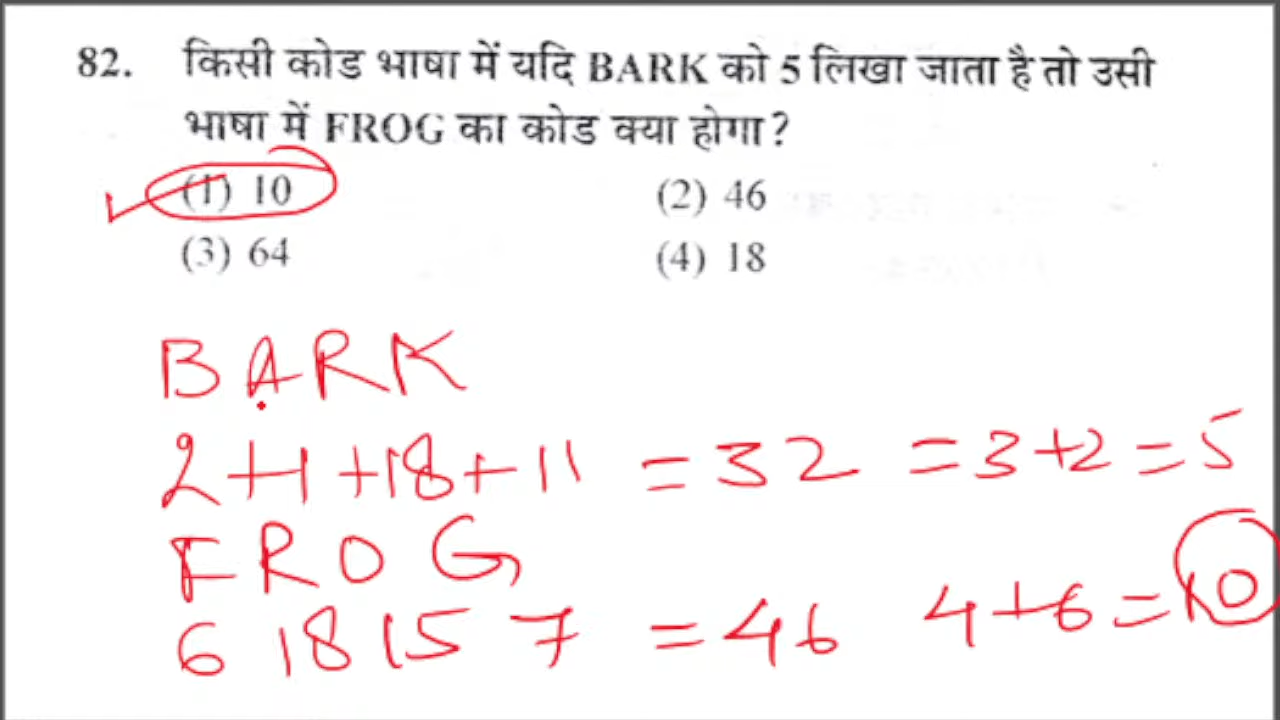 82. किसी कोड भाषा में यदि BARK को 5 लिखा जाता है तो उसी
भाषा में FROG का कोड क्या होगा?
(1) 10 (2) 46
(3) 64 (4) 18
BARK
2+1+18+11 =32 =3+2=5
FROG
6 18 15 7 =46 4+6=10